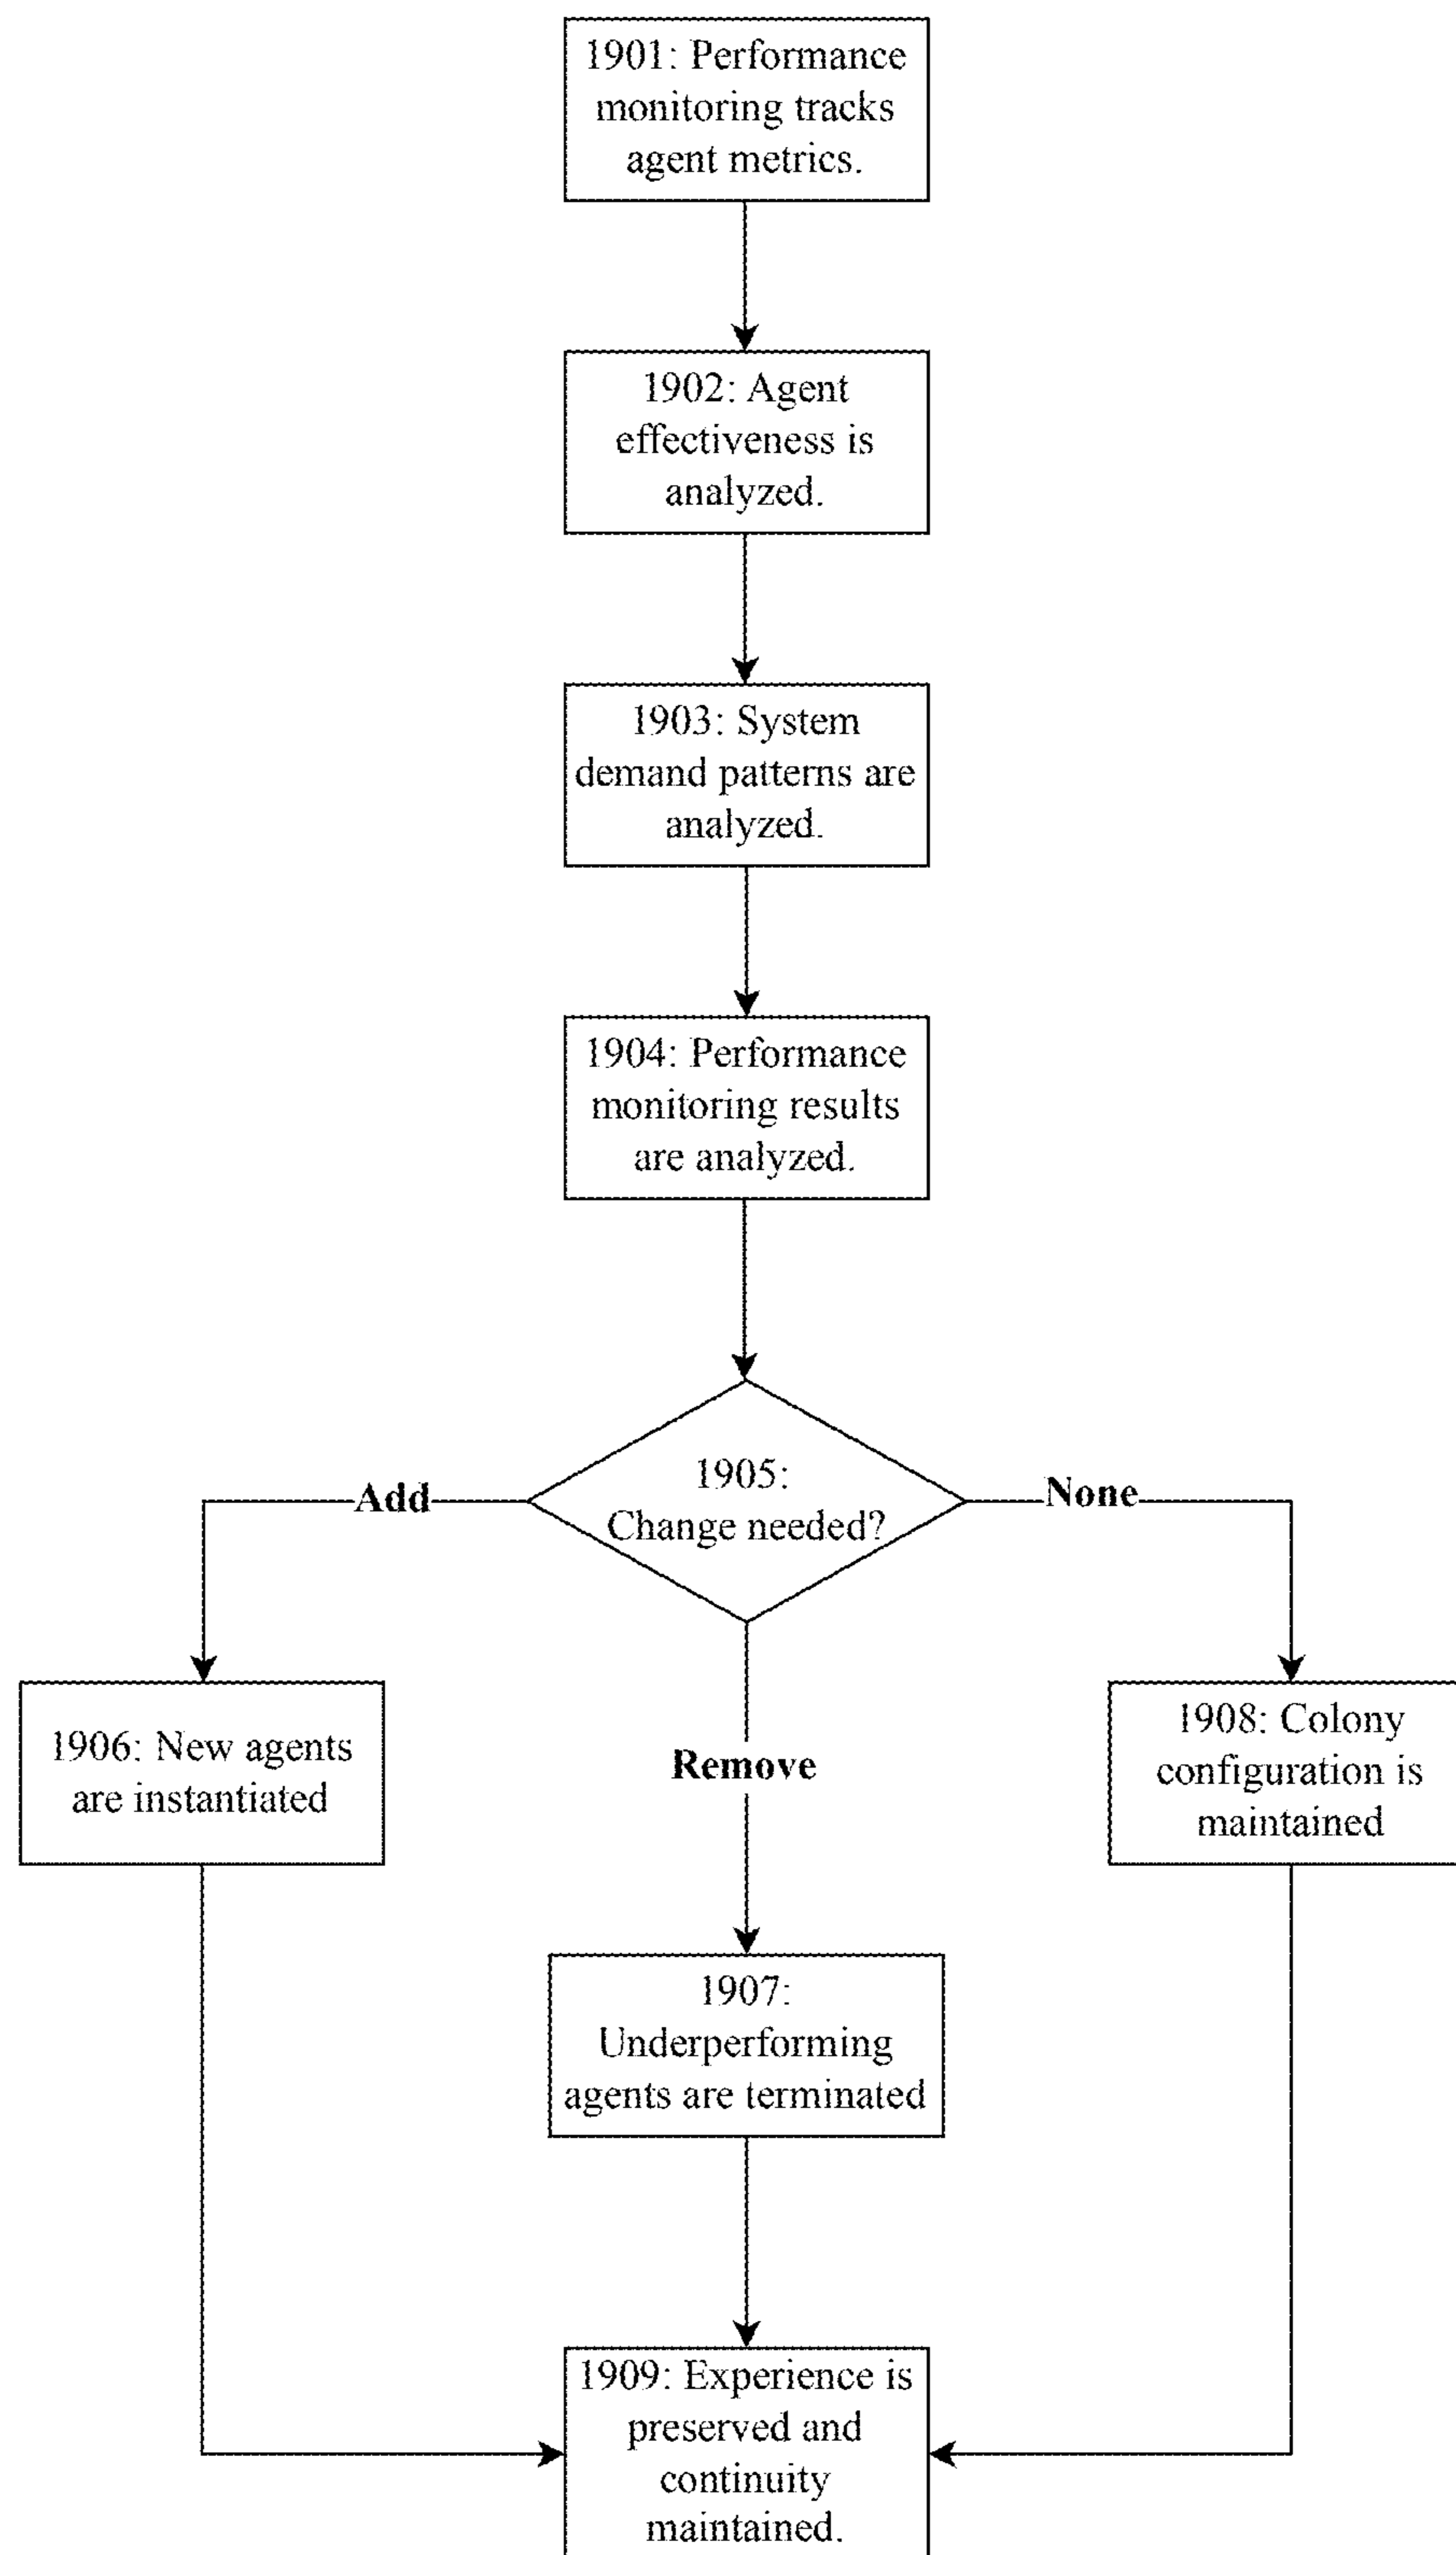 1901: Performance
monitoring tracks
agent metrics.
1902: Agent
effectiveness is
analyzed.
1903: System
demand patterns are
analyzed.
1904: Performance
monitoring results
are analyzed.
1905:
Change needed?
Add
None
1906: New agents
are instantiated
Remove
1908: Colony
configuration is
maintained
1907:
Underperforming
agents are terminated
1909: Experience is
preserved and
continuity
maintained.